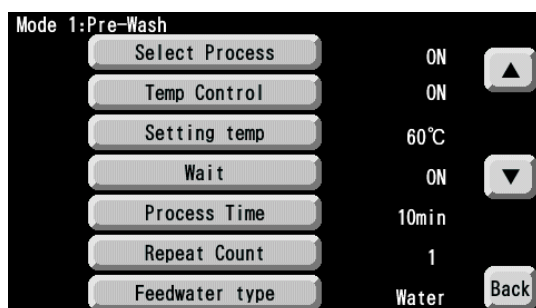 Mode 1:Pre-Wash
Select Process ON
▲
Temp Control ON
Setting temp 60℃
Wait ON
▼
Process Time 10min
Repeat Count 1
Feedwater type Water
Back